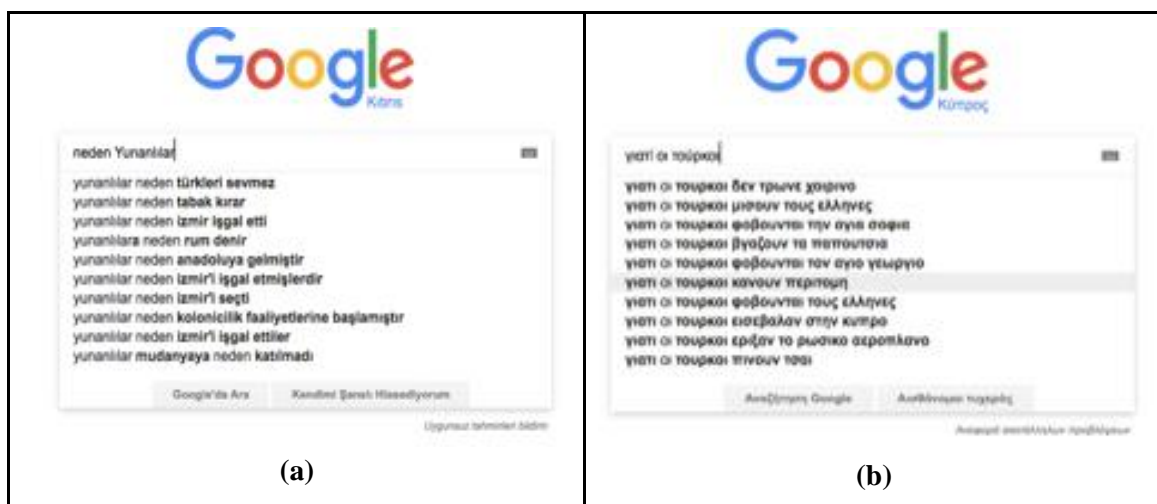 Google
Kıbrıs
neden Yunanlılar
yunanlılar neden türkleri sevmez
yunanlılar neden tabak kırar
yunanlılar neden izmir işgal etti
yunanlılara neden rum denir
yunanlılar neden anadoluya gelmiştir
yunanlılar neden izmir'i işgal etmişlerdir
yunanlılar neden izmir'i seçti
yunanlılar neden kolonicilik faaliyetlerine başlamıştır
yunanlılar neden izmir'i işgal ettiler
yunanlılar mudanyaya neden katılmadı
Google'da Ara Kendimi Şanslı Hissediyorum
Uygunsuz tahminleri bildirin
(a)
Google
Κύπρος
γιατί οι τούρκοι
γιατι οι τουρκοι δεν τρωνε χοιρινο
γιατι οι τουρκοι μισουν τους ελληνες
γιατι οι τουρκοι φοβουνται την αγια σοφια
γιατι οι τουρκοι βγαζουν τα παπουτσια
γιατι οι τουρκοι φοβουνται τον αγιο γεωργιο
γιατι οι τουρκοι κανουν περιτομη
γιατι οι τουρκοι φοβουνται τους ελληνες
γιατι οι τουρκοι εισεβαλαν στην κυπρο
γιατι οι τουρκοι εριξαν το ρωσικο αεροπλανο
γιατι οι τουρκοι πινουν τσαι
Αναζήτηση Google Αισθάνομαι τυχερός
Αναφορά ακατάλληλων προβλέψεων
(b)